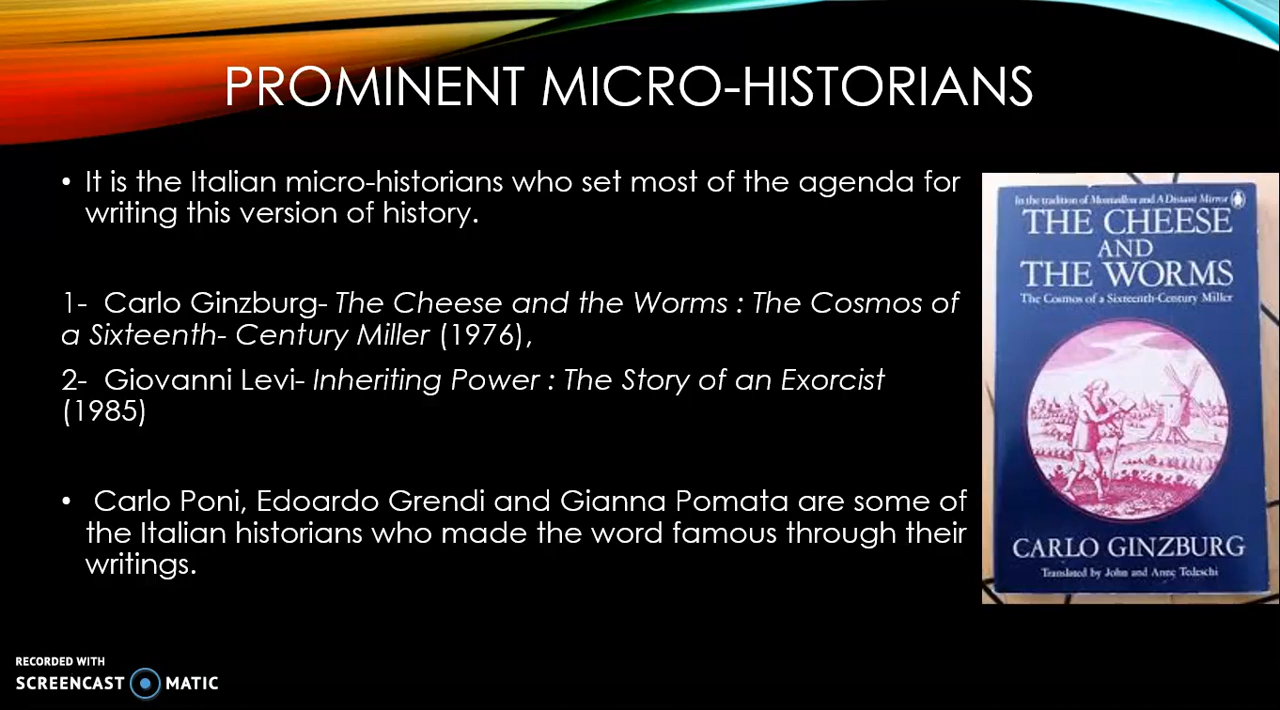 PROMINENT MICRO-HISTORIANS
• It is the Italian micro-historians who set most of the agenda for
writing this version of history.
1- Carlo Ginzburg- The Cheese and the Worms : The Cosmos of
a Sixteenth- Century Miller (1976),
2- Giovanni Levi- Inheriting Power : The Story of an Exorcist
(1985)
• Carlo Poni, Edoardo Grendi and Gianna Pomata are some of
the Italian historians who made the word famous through their
writings.
In the tradition of Montaillou and A Distant Mirror
THE CHEESE
AND
THE WORMS
The Cosmos of a Sixteenth-Century Miller
CARLO GINZBURG
Translated by John and Anne Tedeschi
RECORDED WITH
SCREENCAST MATIC